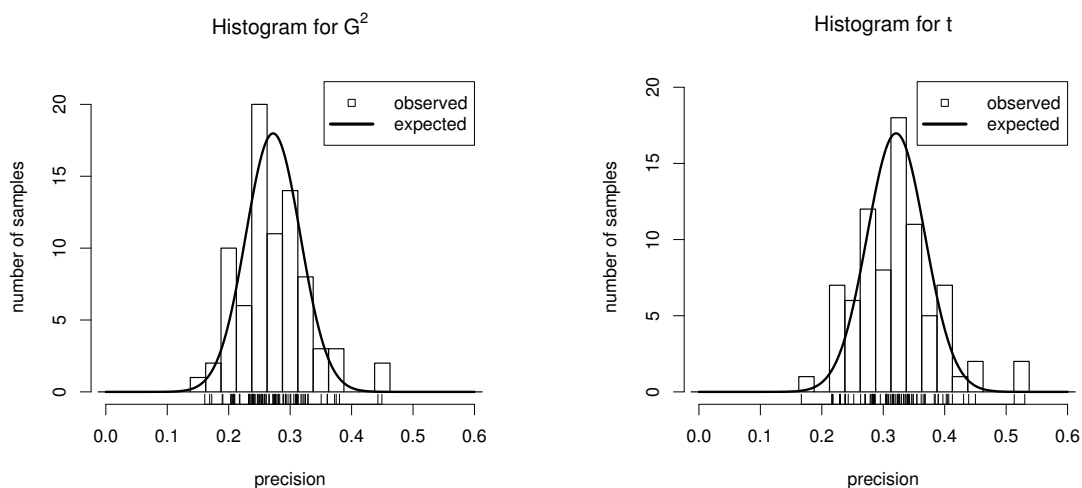 Histogram for G²
observed
expected
number of samples
20
15
10
5
0
0.0 0.1 0.2 0.3 0.4 0.5 0.6
precision
Histogram for t
observed
expected
number of samples
20
15
10
5
0
0.0 0.1 0.2 0.3 0.4 0.5 0.6
precision